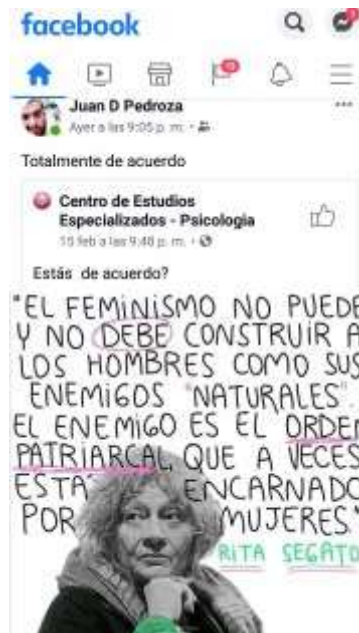 facebook
Juan D Pedroza
Ayer a las 9:05 p. m.
Totalmente de acuerdo
Centro de Estudios
Especializados - Psicologia
15 feb a las 9:48 p. m.
Estás de acuerdo?
"EL FEMINISMO NO PUEDE
Y NO DEBE CONSTRUIR A
LOS HOMBRES COMO SUS
ENEMIGOS "NATURALES".
EL ENEMIGO ES EL ORDEN
PATRIARCAL QUE A VECES
ESTÁ ENCARNADO
POR MUJERES."
RITA SEGATO